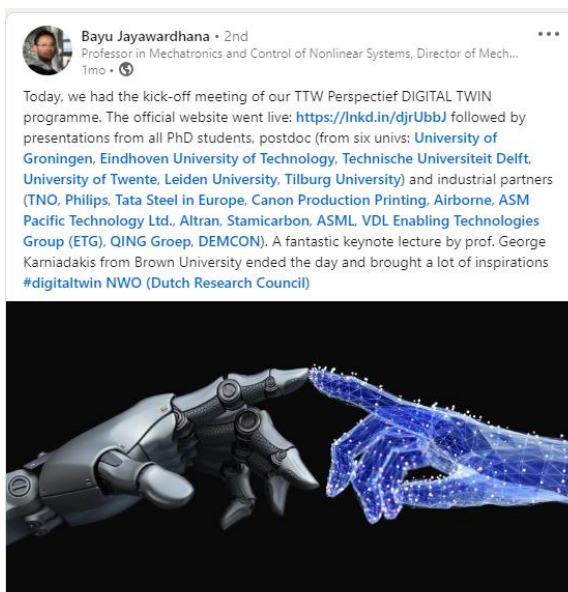 Bayu Jayawardhana • 2nd
Professor in Mechatronics and Control of Nonlinear Systems, Director of Mech...
1mo •
Today, we had the kick-off meeting of our TTW Perspectief DIGITAL TWIN
programme. The official website went live: https://lnkd.in/djrUbbJ followed by
presentations from all PhD students, postdoc (from six univs: University of
Groningen, Eindhoven University of Technology, Technische Universiteit Delft,
University of Twente, Leiden University, Tilburg University) and industrial partners
(TNO, Philips, Tata Steel in Europe, Canon Production Printing, Airborne, ASM
Pacific Technology Ltd., Altran, Stamicarbon, ASML, VDL Enabling Technologies
Group (ETG), QING Groep, DEMCON). A fantastic keynote lecture by prof. George
Karniadakis from Brown University ended the day and brought a lot of inspirations
#digitaltwin NWO (Dutch Research Council)